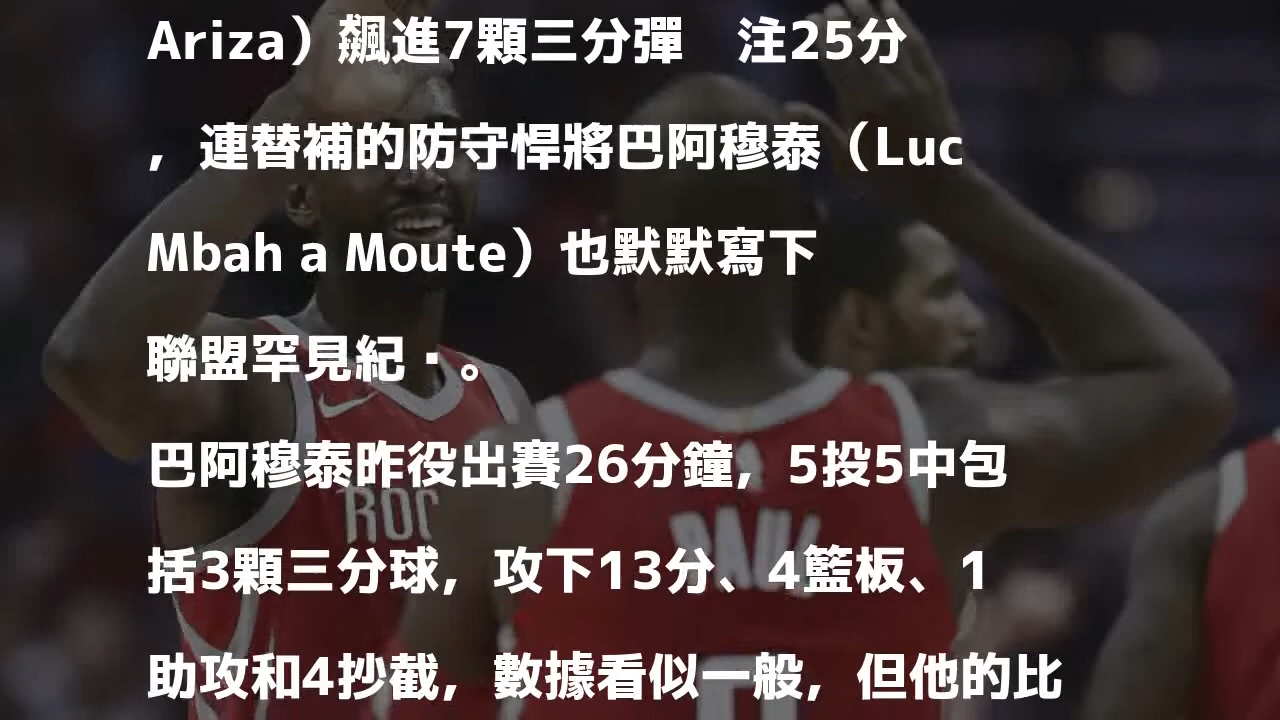 Ariza）飆進7顆三分彈　注25分
，連替補的防守悍將巴阿穆泰（Luc
Mbah a Moute）也默默寫下
聯盟罕見紀・。
巴阿穆泰昨役出賽26分鐘，5投5中包
括3顆三分球，攻下13分、4籃板、1
助攻和4抄截，數據看似一般，但他的比
ROC
PAUL